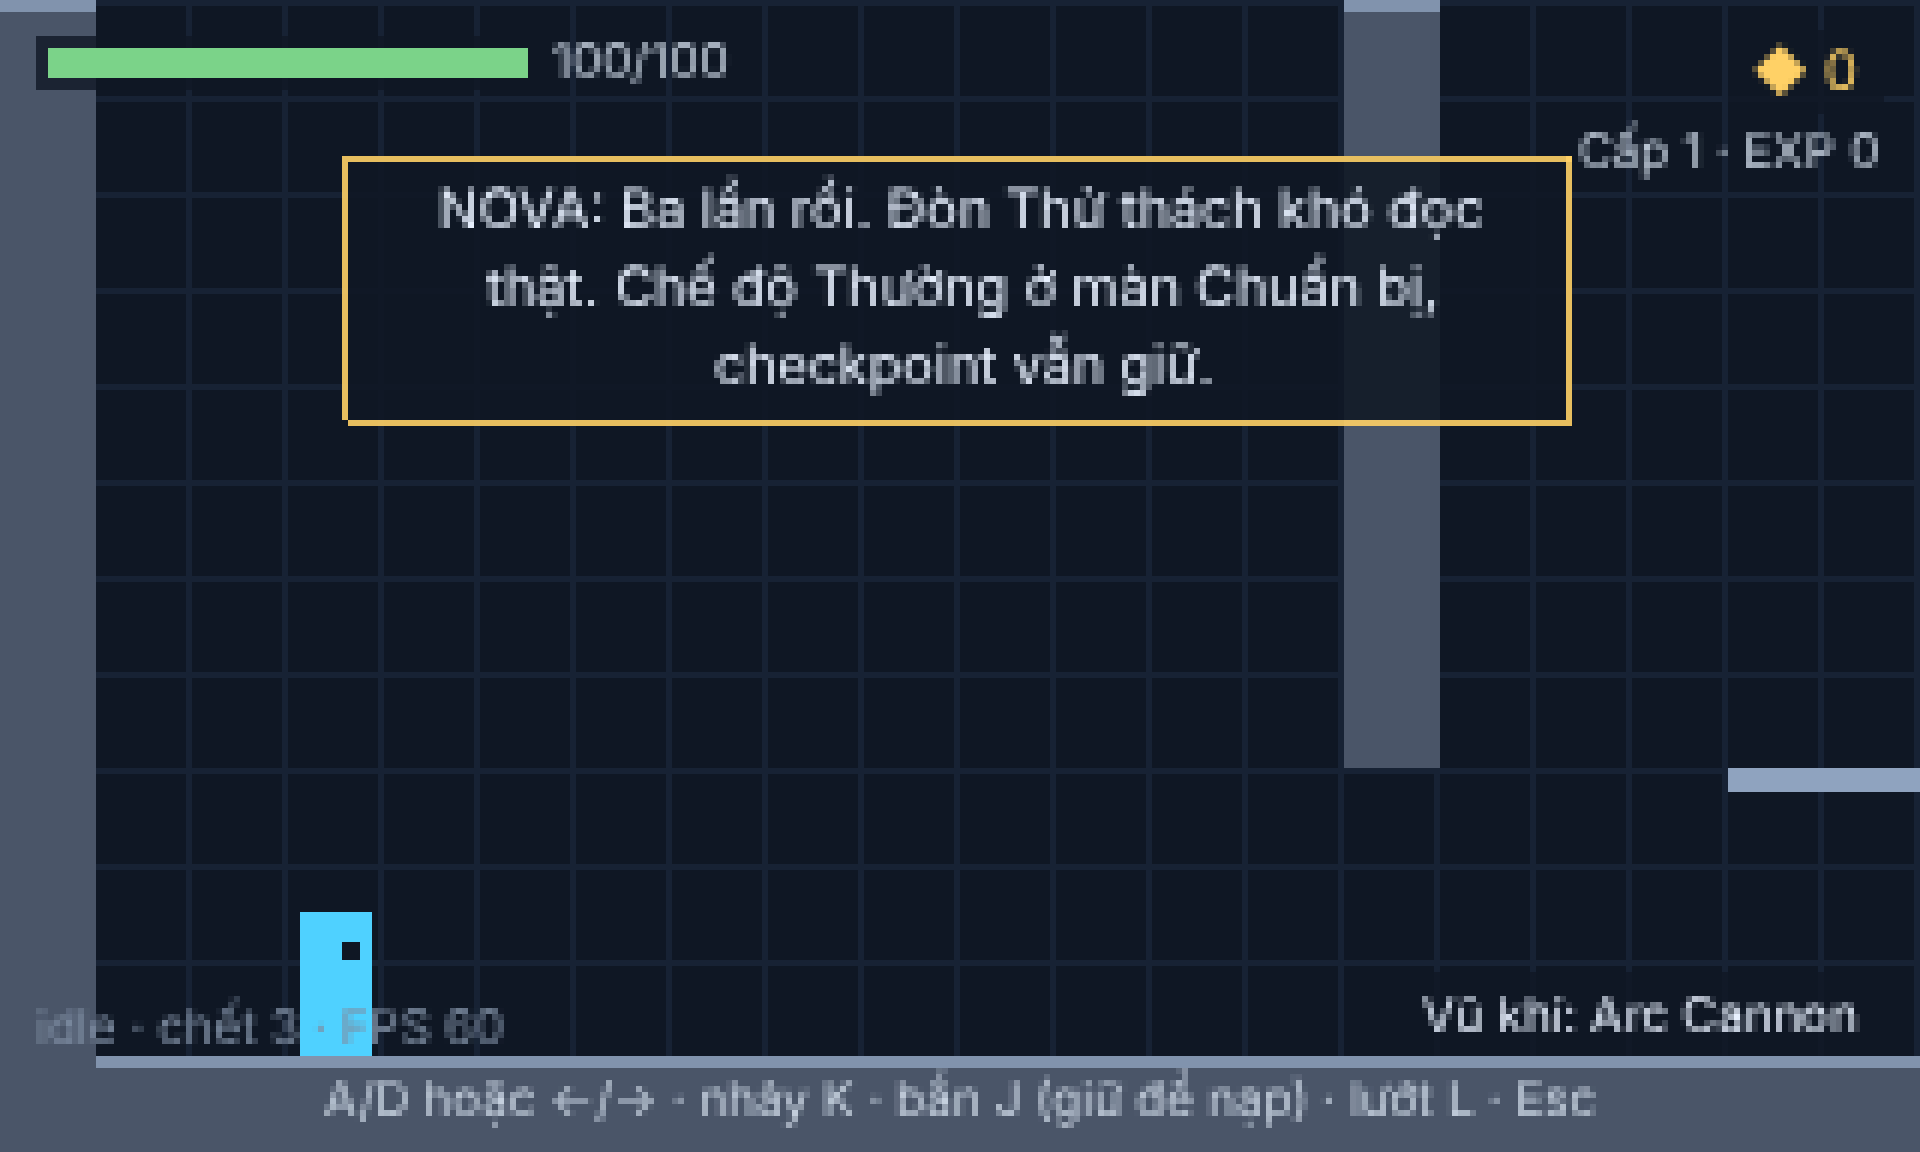 100/100
0
Cấp 1 · EXP 0
NOVA: Ba lần rồi. Đòn Thử thách khó đọc
thật. Chế độ Thường ở màn Chuẩn bị,
checkpoint vẫn giữ.
idle · chết 3 · FPS 60
Vũ khí: Arc Cannon
A/D hoặc ←/→ · nhảy K · bắn J (giữ để nạp) · lướt L · Esc